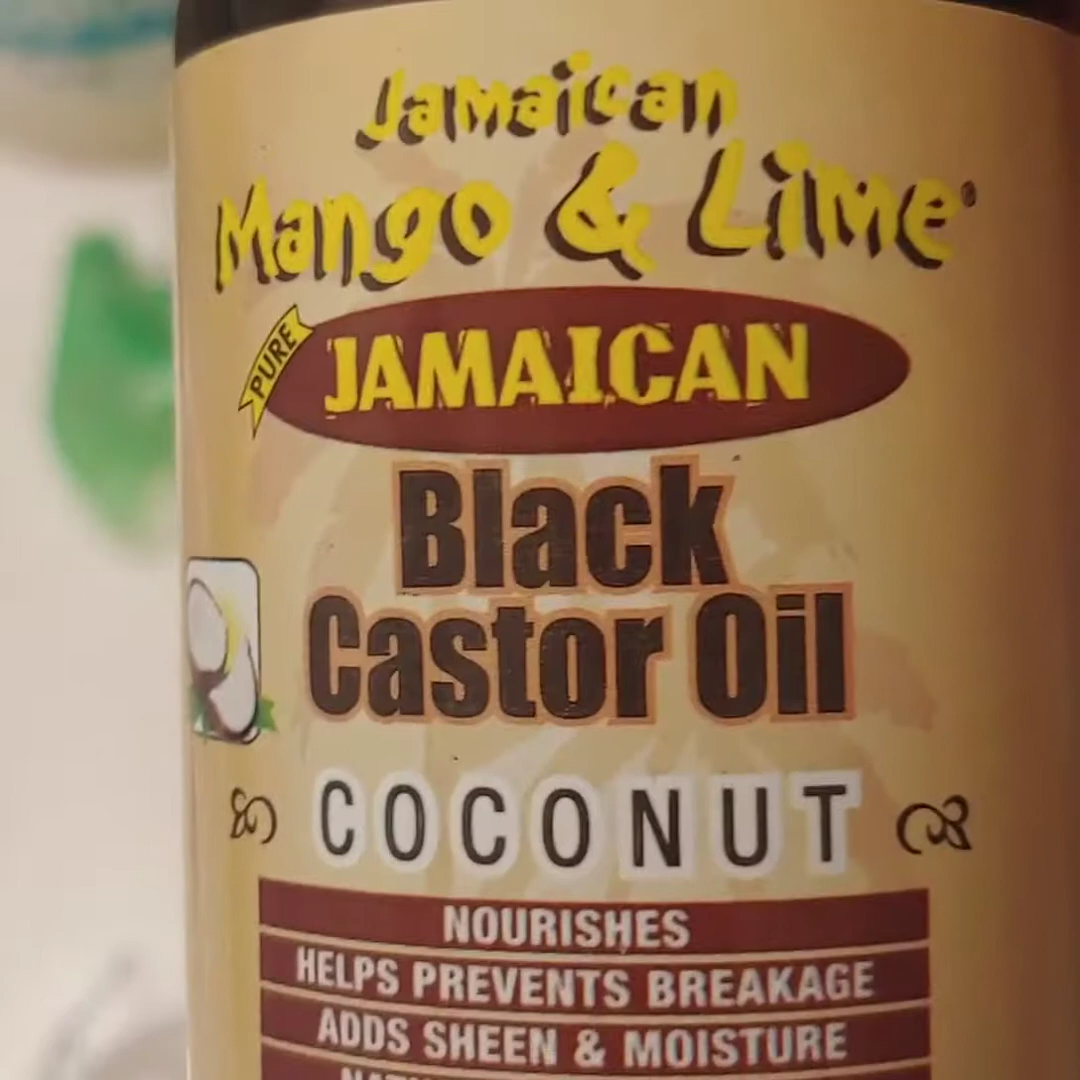 Jamaican
Mango & Lime
PURE
JAMAICAN
Black
Castor Oil
COCONUT
NOURISHES
HELPS PREVENTS BREAKAGE
ADDS SHEEN & MOISTURE